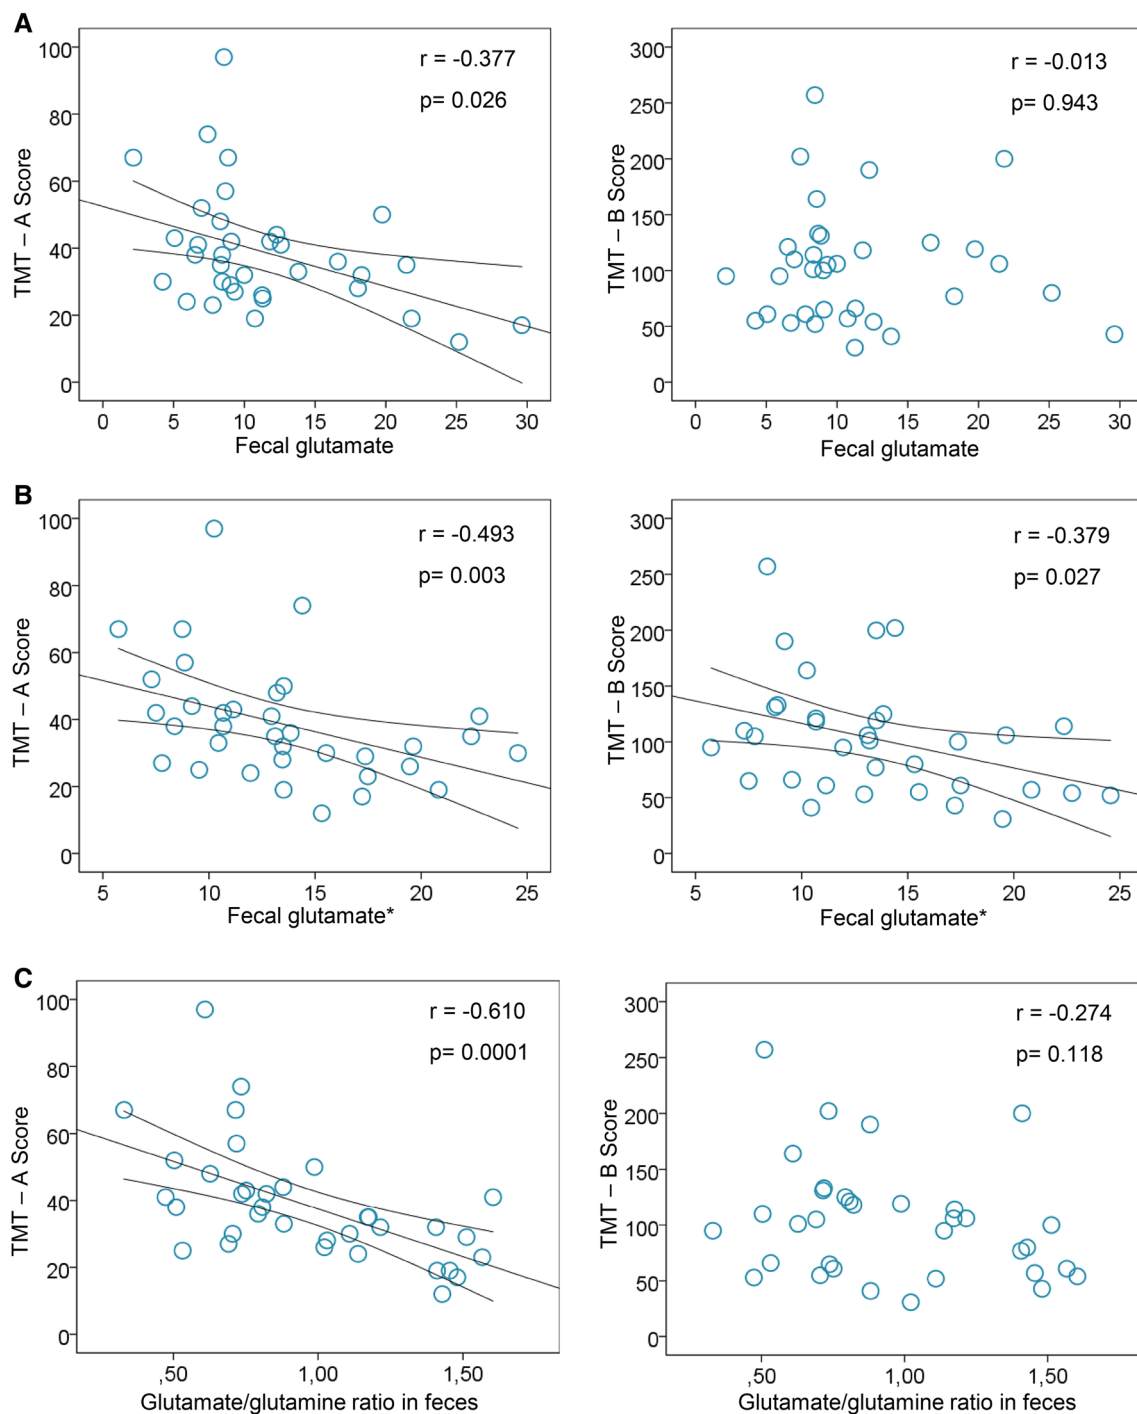 A
r = -0.377
p= 0.026
TMT – A Score
100
80
60
40
20
0
0 5 10 15 20 25 30
Fecal glutamate
r = -0.013
p= 0.943
TMT – B Score
300
250
200
150
100
50
0
0 5 10 15 20 25 30
Fecal glutamate
B
r = -0.493
p= 0.003
TMT – A Score
100
80
60
40
20
0
5 10 15 20 25
Fecal glutamate*
r = -0.379
p= 0.027
TMT – B Score
300
250
200
150
100
50
0
5 10 15 20 25
Fecal glutamate*
C
r = -0.610
p= 0.0001
TMT – A Score
100
80
60
40
20
0
,50 1,00 1,50
Glutamate/glutamine ratio in feces
r = -0.274
p= 0.118
TMT – B Score
300
250
200
150
100
50
0
,50 1,00 1,50
Glutamate/glutamine ratio in feces